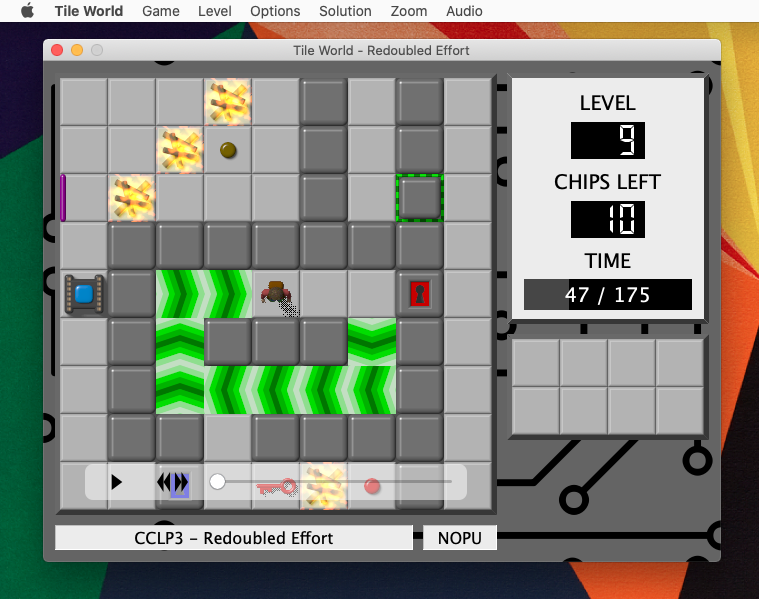 Tile World Game Level Options Solution Zoom Audio
Tile World - Redoubled Effort
LEVEL
9
CHIPS LEFT
10
TIME
47 / 175
CCLP3 - Redoubled Effort
NOPU